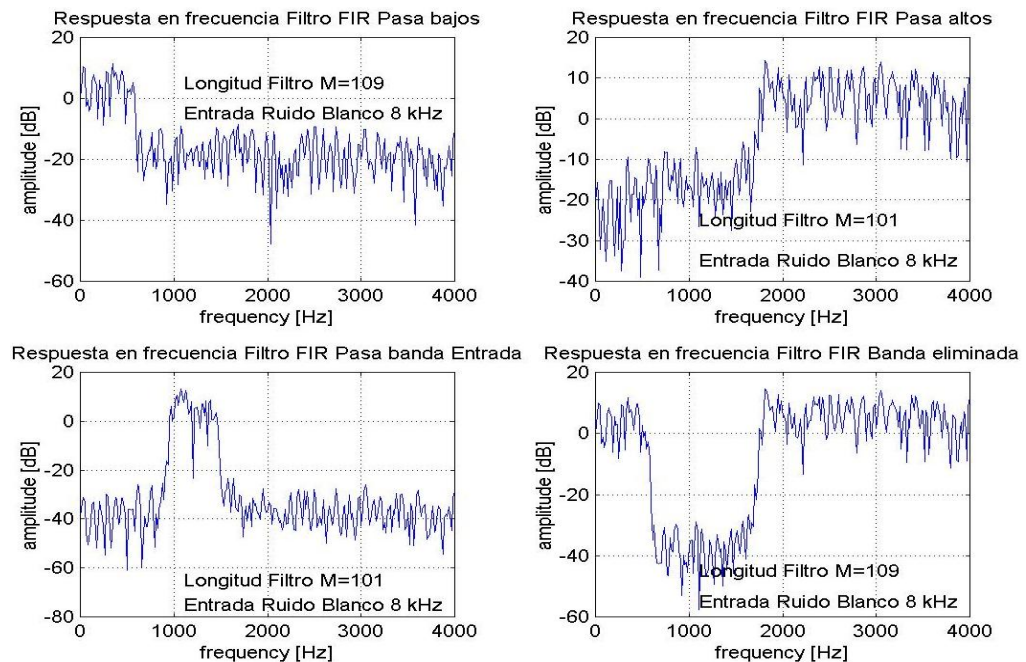 Respuesta en frecuencia Filtro FIR Pasa bajos
20
0
-20
-40
-60
amplitude [dB]
Longitud Filtro M=109
Entrada Ruido Blanco 8 kHz
0 1000 2000 3000 4000
frequency [Hz]
Respuesta en frecuencia Filtro FIR Pasa altos
20
10
0
-10
-20
-30
-40
amplitude [dB]
Longitud Filtro M=101
Entrada Ruido Blanco 8 kHz
0 1000 2000 3000 4000
frequency [Hz]
Respuesta en frecuencia Filtro FIR Pasa banda Entrada
20
0
-20
-40
-60
-80
amplitude [dB]
Longitud Filtro M=101
Entrada Ruido Blanco 8 kHz
0 1000 2000 3000 4000
frequency [Hz]
Respuesta en frecuencia Filtro FIR Banda eliminada
20
0
-20
-40
-60
amplitude [dB]
Longitud Filtro M=109
Entrada Ruido Blanco 8 kHz
0 1000 2000 3000 4000
frequency [Hz]